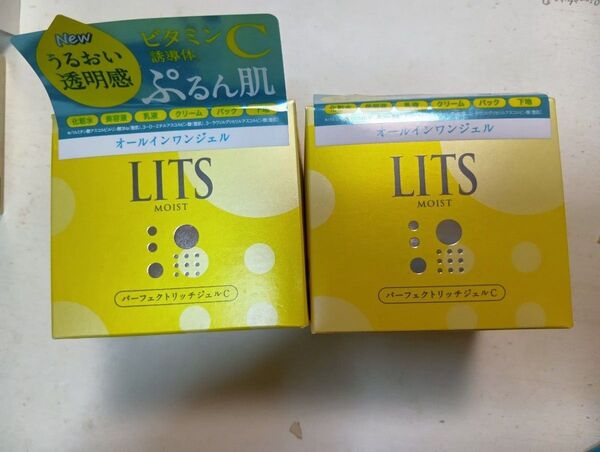 New
うるおい
透明感
ビタミンC
誘導体
ぷるん肌
化粧水 美容液 乳液 クリーム パック 下地
オールインワンジェル
LITS
MOIST
パーフェクトリッチジェルC
化粧水 美容液 乳液 クリーム パック 下地
オールインワンジェル
LITS
MOIST
パーフェクトリッチジェルC